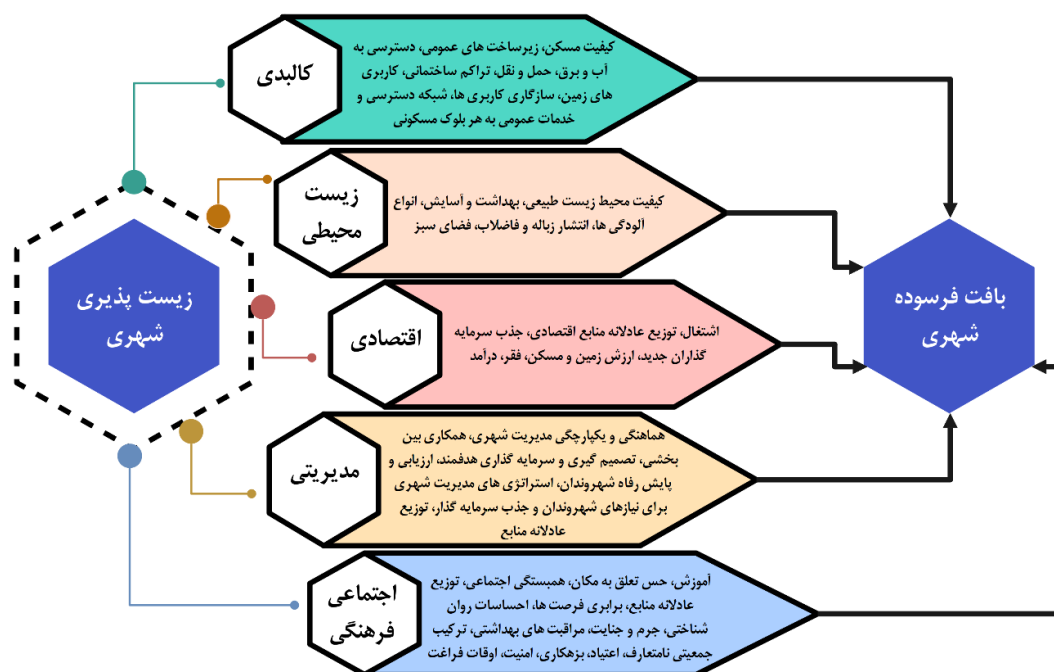 زیست پذیری
شهری
کالبدی
کیفیت مسکن، زیرساخت های عمومی، دسترسی به
آب و برق، حمل و نقل، تراکم ساختمانی، کاربری
های زمین، سازگاری کاربری ها، شبکه دسترسی و
خدمات عمومی به هر بلوک مسکونی
زیست
محیطی
کیفیت محیط زیست طبیعی، بهداشت و آسایش، انواع
آلودگی ها، انتشار زباله و فاضلاب، فضای سبز
اقتصادی
اشتغال، توزیع عادلانه منابع اقتصادی، جذب سرمایه
گذاران جدید، ارزش زمین و مسکن، فقر، درآمد
مدیریتی
هماهنگی و یکپارچگی مدیریت شهری، همکاری بین
بخشی، تصمیم گیری و سرمایه گذاری هدفمند، ارزیابی و
پایش رفاه شهروندان، استراتژی های مدیریت شهری
برای نیازهای شهروندان و جذب سرمایه گذار، توزیع
عادلانه منابع
اجتماعی
فرهنگی
آموزش، حس تعلق به مکان، همبستگی اجتماعی، توزیع
عادلانه منابع، برابری فرصت ها، احساسات روان
شناختی، جرم و جنایت، مراقبت های بهداشتی، ترکیب
جمعیتی نامتعارف، اعتیاد، بزهکاری، امنیت، اوقات فراغت
بافت فرسوده
شهری